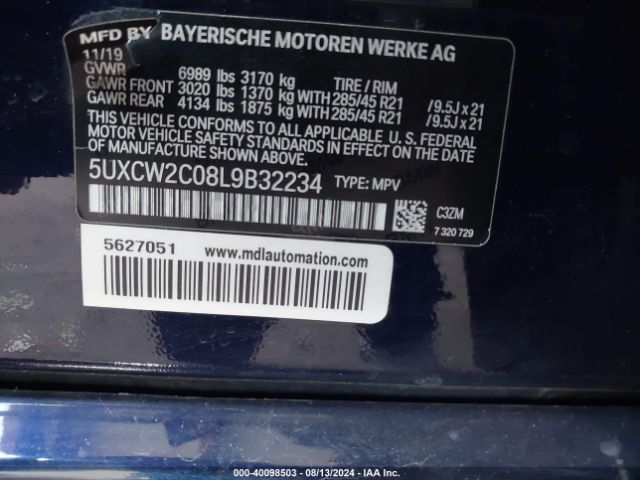 MFD BY BAYERISCHE MOTOREN WERKE AG
11/19
GVWR 6989 lbs 3170 kg TIRE / RIM
GAWR FRONT 3020 lbs 1370 kg WITH 285/45 R21 /9.5J x 21
GAWR REAR 4134 lbs 1875 kg WITH 285/45 R21 /9.5J x 21
THIS VEHICLE CONFORMS TO ALL APPLICABLE U. S. FEDERAL
MOTOR VEHICLE SAFETY STANDARDS IN EFFECT ON THE DATE
OF MANUFACTURE SHOWN ABOVE.
5UXCW2C08L9B32234 TYPE: MPV
C3ZM
7 320 729
5627051 www.mdlautomation.com
000-40098503 - 08/13/2024 - IAA Inc.